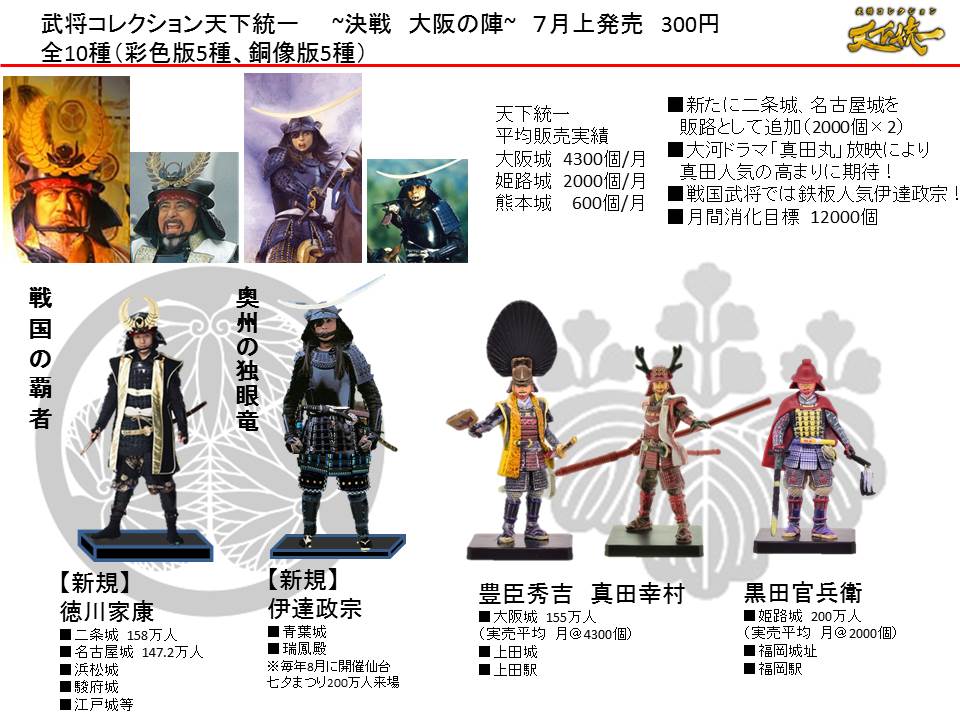 武将コレクション天下統一　~決戦　大阪の陣~　7月上発売　300円
全10種（彩色版5種、銅像版5種）
武将コレクション
天下統一
天下統一
平均販売実績
大阪城　4300個/月
姫路城　2000個/月
熊本城　600個/月
■新たに二条城、名古屋城を
販路として追加（2000個×2）
■大河ドラマ「真田丸」放映により
真田人気の高まりに期待！
■戦国武将では鉄板人気伊達政宗！
■月間消化目標　12000個
戦国の覇者
奥州の独眼竜
【新規】
徳川家康
■二条城　158万人
■名古屋城　147.2万人
■浜松城
■駿府城
■江戸城等
【新規】
伊達政宗
■青葉城
■瑞鳳殿
※毎年8月に開催仙台
七夕まつり200万人来場
豊臣秀吉　真田幸村
■大阪城　155万人
（実売平均　月@4300個）
■上田城
■上田駅
黒田官兵衛
■姫路城　200万人
（実売平均　月@2000個）
■福岡城址
■福岡駅